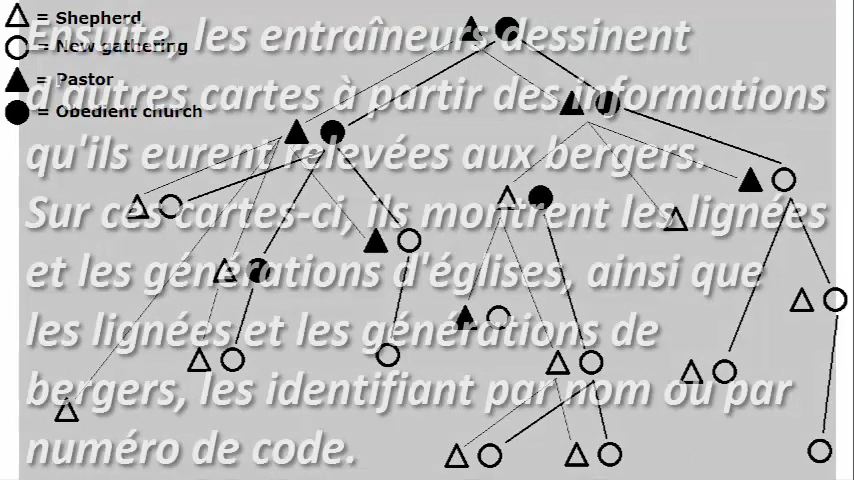 = Shepherd
= New gathering
= Pastor
= Obedient church
Ensuite, les entraîneurs dessinent
d'autres cartes à partir des informations
qu'ils eurent relevées aux bergers.
Sur ces cartes-ci, ils montrent les lignées
et les générations d'églises, ainsi que
les lignées et les générations de
bergers, les identifiant par nom ou par
numéro de code.